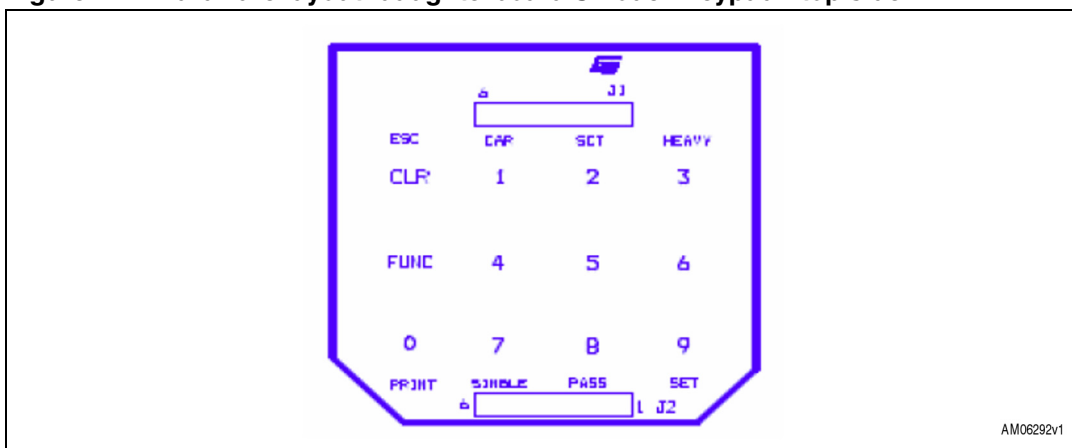 6 J1
ESC CAR SCT HEAVY
CLR 1 2 3
FUNC 4 5 6
0 7 8 9
PRINT SINGLE PASS SET
6 1 J2
AM06292v1